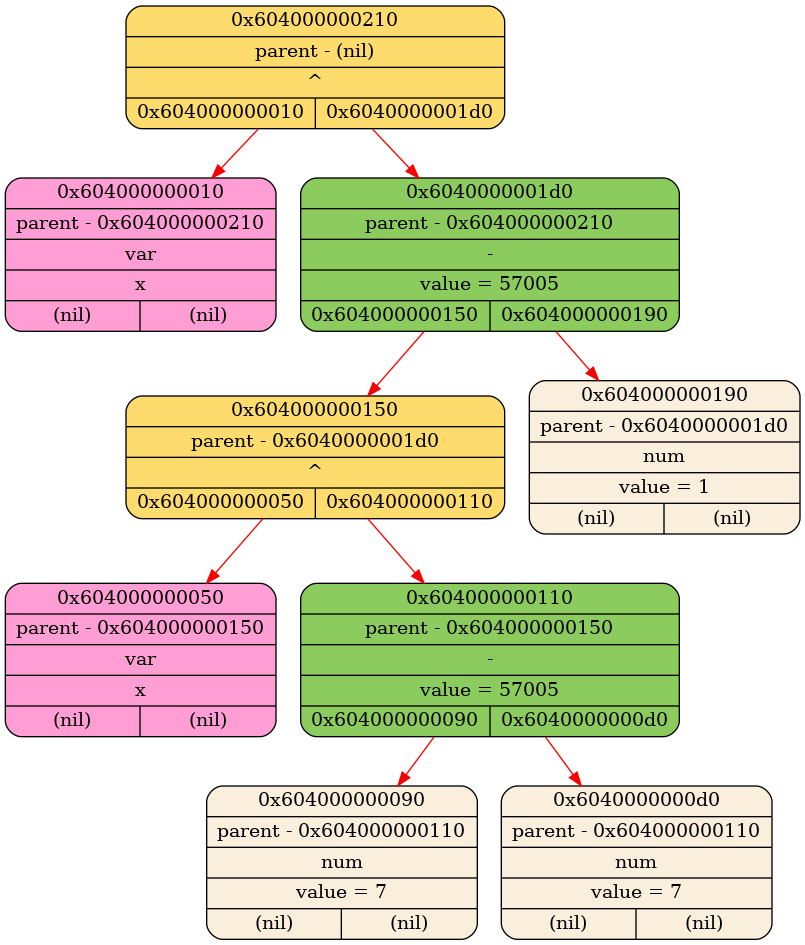 0x604000000210
parent - (nil)
^
0x604000000010 0x6040000001d0
0x604000000010
parent - 0x604000000210
var
x
(nil) (nil)
0x6040000001d0
parent - 0x604000000210
-
value = 57005
0x604000000150 0x604000000190
0x604000000150
parent - 0x6040000001d0
^
0x604000000050 0x604000000110
0x604000000190
parent - 0x6040000001d0
num
value = 1
(nil) (nil)
0x604000000050
parent - 0x604000000150
var
x
(nil) (nil)
0x604000000110
parent - 0x604000000150
-
value = 57005
0x604000000090 0x6040000000d0
0x604000000090
parent - 0x604000000110
num
value = 7
(nil) (nil)
0x6040000000d0
parent - 0x604000000110
num
value = 7
(nil) (nil)